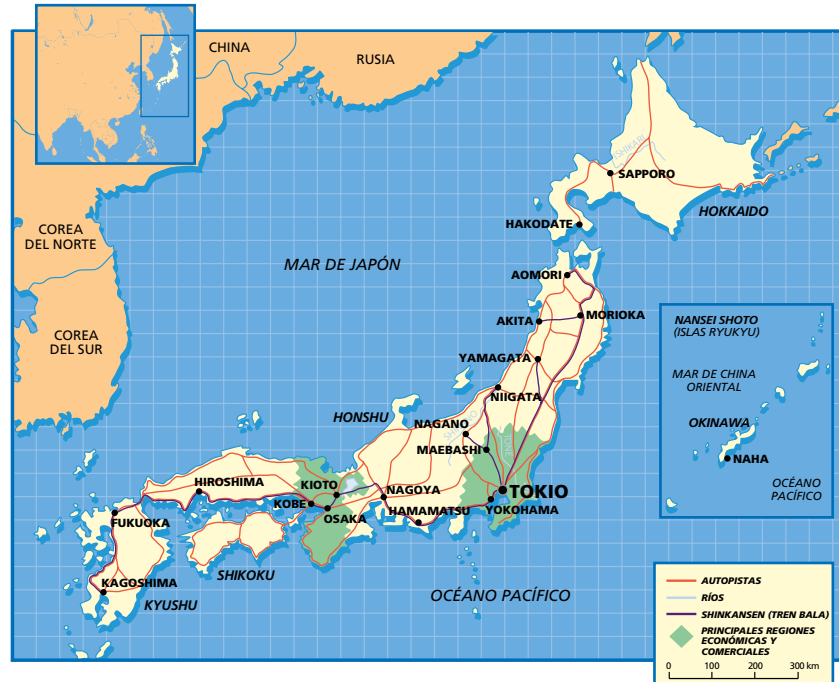 CHINA
RUSIA
COREA
DEL NORTE
COREA
DEL SUR
MAR DE JAPÓN
ISHIKARI
SAPPORO
HOKKAIDO
HAKODATE
AOMORI
AKITA
MORIOKA
YAMAGATA
NIIGATA
HONSHU
NAGANO
MAEBASHI
HIROSHIMA
KIOTO
KOBE
OSAKA
NAGOYA
HAMAMATSU
TOKIO
YOKOHAMA
FUKUOKA
KAGOSHIMA
KYUSHU
SHIKOKU
OCÉANO PACÍFICO
NANSEI SHOTO
(ISLAS RYUKYU)
MAR DE CHINA
ORIENTAL
OKINAWA
NAHA
OCÉANO
PACÍFICO
AUTOPISTAS
RÍOS
SHINKANSEN (TREN BALA)
PRINCIPALES REGIONES
ECONÓMICAS Y
COMERCIALES
0 100 200 300 km